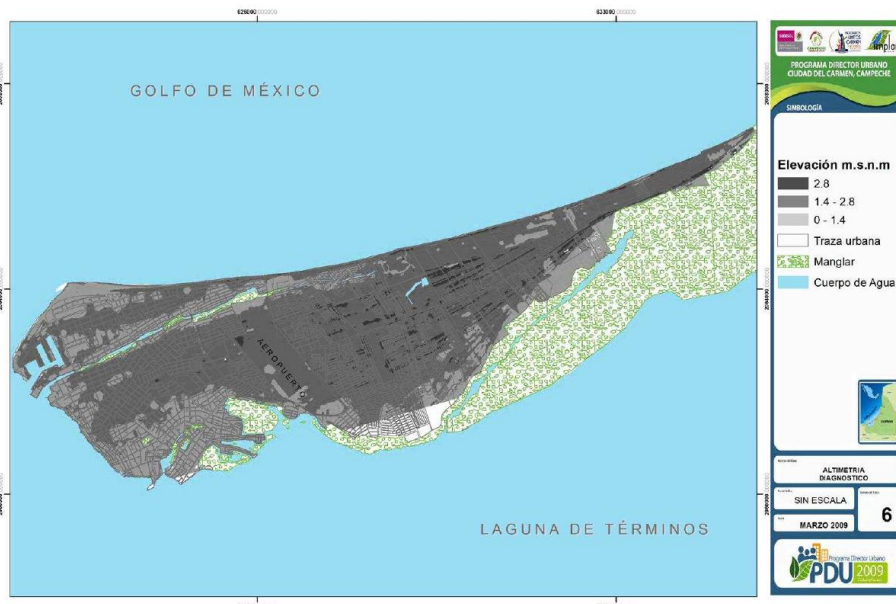 626000
633000
GOLFO DE MÉXICO
AEROPUERTO
LAGUNA DE TÉRMINOS
PROGRAMA DIRECTOR URBANO
CIUDAD DEL CARMEN, CAMPECHE
SIMBOLOGÍA
Elevación m.s.n.m
2.8
1.4 - 2.8
0 - 1.4
Traza urbana
Manglar
Cuerpo de Agua
ALTIMETRIA
DIAGNOSTICO
SIN ESCALA
6
MARZO 2009
Programa Director Urbano
PDU 2009